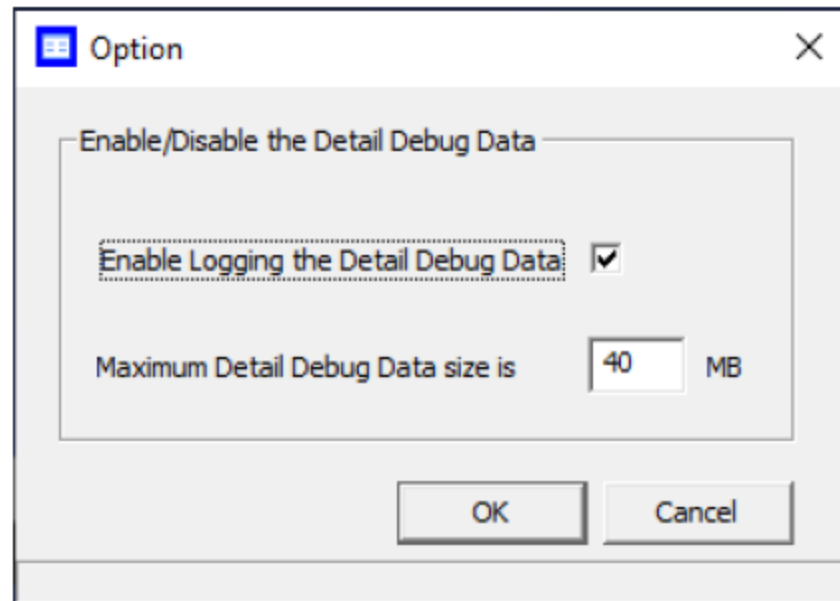 Option
Enable/Disable the Detail Debug Data
Enable Logging the Detail Debug Data
Maximum Detail Debug Data size is 40 MB
OK Cancel